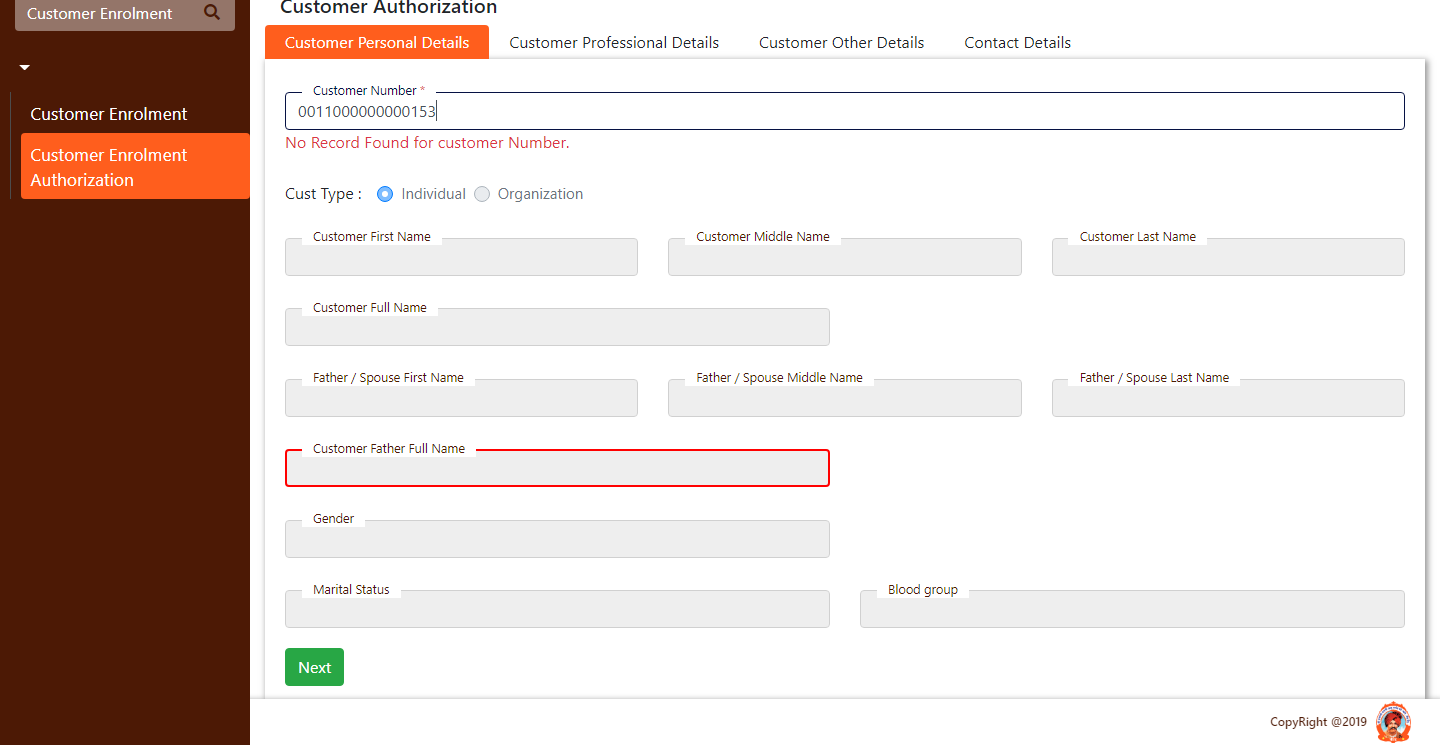 Customer Enrolment
Customer Enrolment
Customer Enrolment
Authorization
Customer Authorization
Customer Personal Details Customer Professional Details Customer Other Details Contact Details
Customer Number *
0011000000000153
No Record Found for customer Number.
Cust Type : Individual Organization
Customer First Name Customer Middle Name Customer Last Name
Customer Full Name
Father / Spouse First Name Father / Spouse Middle Name Father / Spouse Last Name
Customer Father Full Name
Gender
Marital Status Blood group
Next
CopyRight @2019